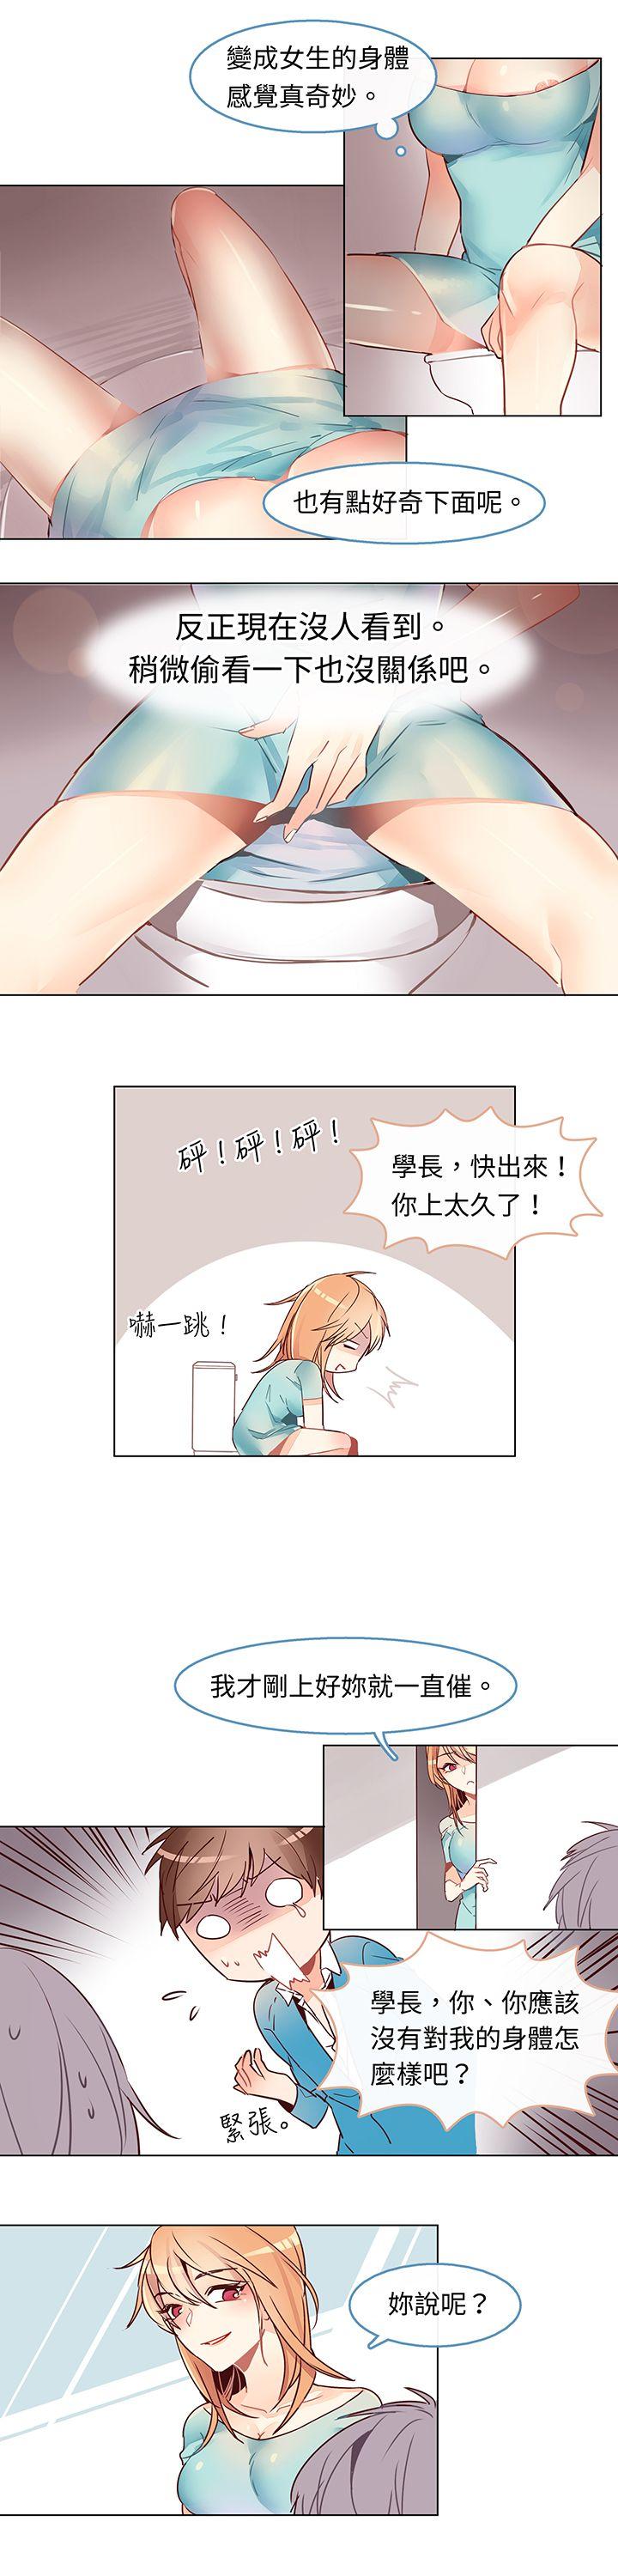 變成女生的身體
感覺真奇妙。
也有點好奇下面呢。
反正現在沒人看到。
稍微偷看一下也沒關係吧。
砰！砰！砰！
學長，快出來！
你上太久了！
嚇一跳！
我才剛上好妳就一直催。
學長，你、你應該
沒有對我的身體怎
麼樣吧？
緊張。
妳說呢？